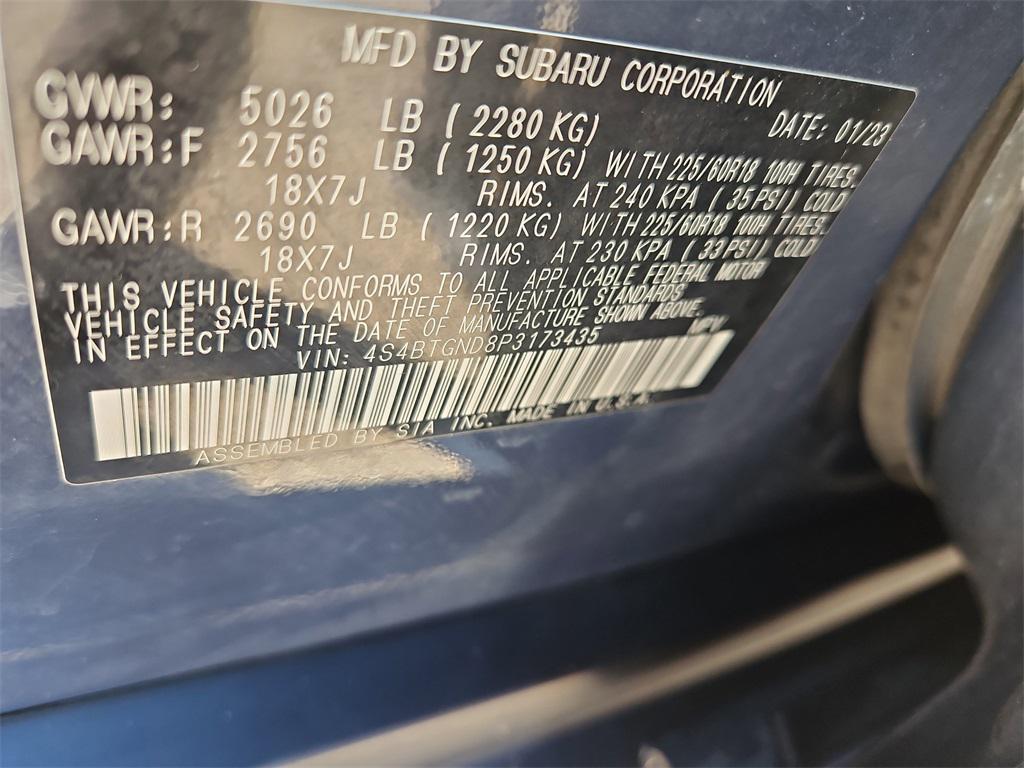 MFD BY SUBARU CORPORATION
DATE: 01/23
GVWR: 5026 LB (2280 KG)
GAWR:F 2756 LB (1250 KG) WITH 225/60R18 100H TIRES.
18X7J RIMS. AT 240 KPA (35 PSI) COLD
GAWR:R 2690 LB (1220 KG) WITH 225/60R18 100H TIRES.
18X7J RIMS. AT 230 KPA (33 PSI) COLD
THIS VEHICLE CONFORMS TO ALL APPLICABLE FEDERAL MOTOR
VEHICLE SAFETY AND THEFT PREVENTION STANDARDS
IN EFFECT ON THE DATE OF MANUFACTURE SHOWN ABOVE.
VIN: 4S4BTGND8P3173435 MPV
ASSEMBLED BY SIA INC. MADE IN U.S.A.